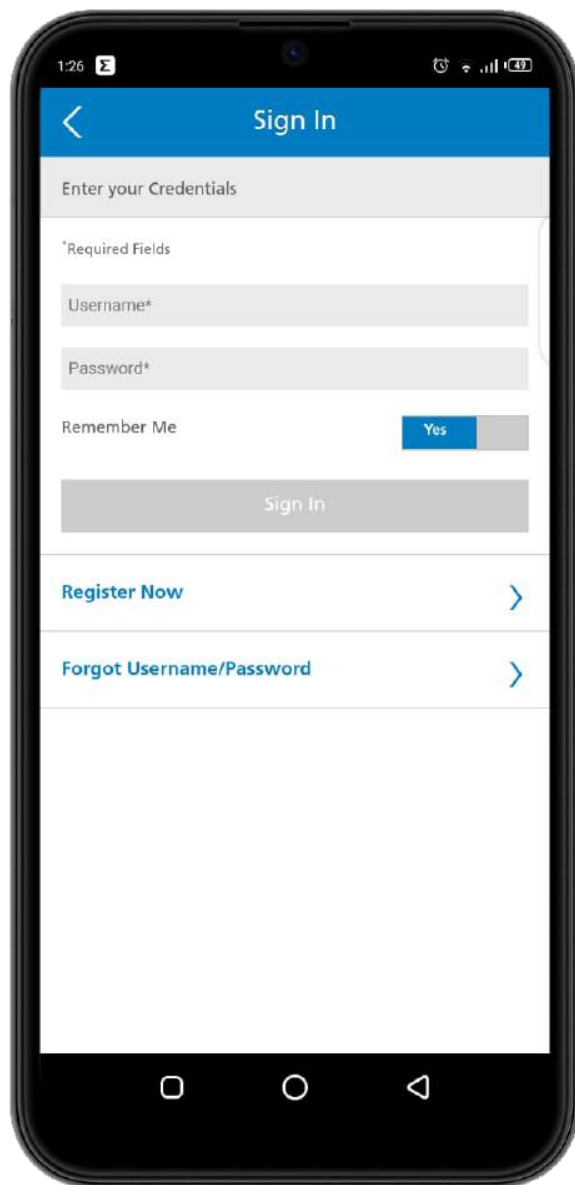 1:26 Σ 49
Sign In
Enter your Credentials
*Required Fields
Username*
Password*
Remember Me Yes
Sign In
Register Now
Forgot Username/Password